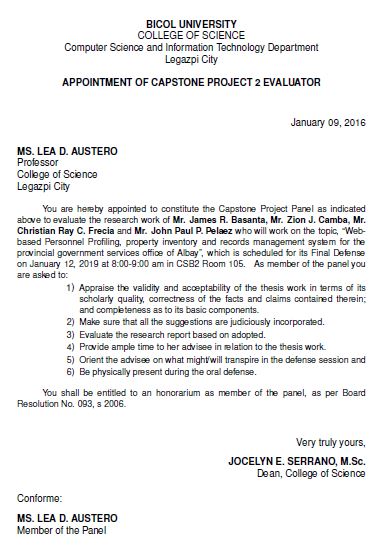 BICOL UNIVERSITY
COLLEGE OF SCIENCE
Computer Science and Information Technology Department
Legazpi City
APPOINTMENT OF CAPSTONE PROJECT 2 EVALUATOR
January 09, 2016
MS. LEA D. AUSTERO
Professor
College of Science
Legazpi City
You are hereby appointed to constitute the Capstone Project Panel as indicated
above to evaluate the research work of Mr. James R. Basanta, Mr. Zion J. Camba, Mr.
Christian Ray C. Frecia and Mr. John Paul P. Pelaez who will work on the topic, “Web-
based Personnel Profiling, property inventory and records management system for the
provincial government services office of Albay”, which is scheduled for its Final Defense
on January 12, 2019 at 8:00-9:00 am in CSB2 Room 105. As member of the panel you
are asked to:
1) Appraise the validity and acceptability of the thesis work in terms of its
scholarly quality, correctness of the facts and claims contained therein;
and completeness as to its basic components.
2) Make sure that all the suggestions are judiciously incorporated.
3) Evaluate the research report based on adopted.
4) Provide ample time to her advisee in relation to the thesis work.
5) Orient the advisee on what might/will transpire in the defense session and
6) Be physically present during the oral defense.
You shall be entitled to an honorarium as member of the panel, as per Board
Resolution No. 093, s 2006.
Very truly yours,
JOCELYN E. SERRANO, M.Sc.
Dean, College of Science
Conforme:
MS. LEA D. AUSTERO
Member of the Panel